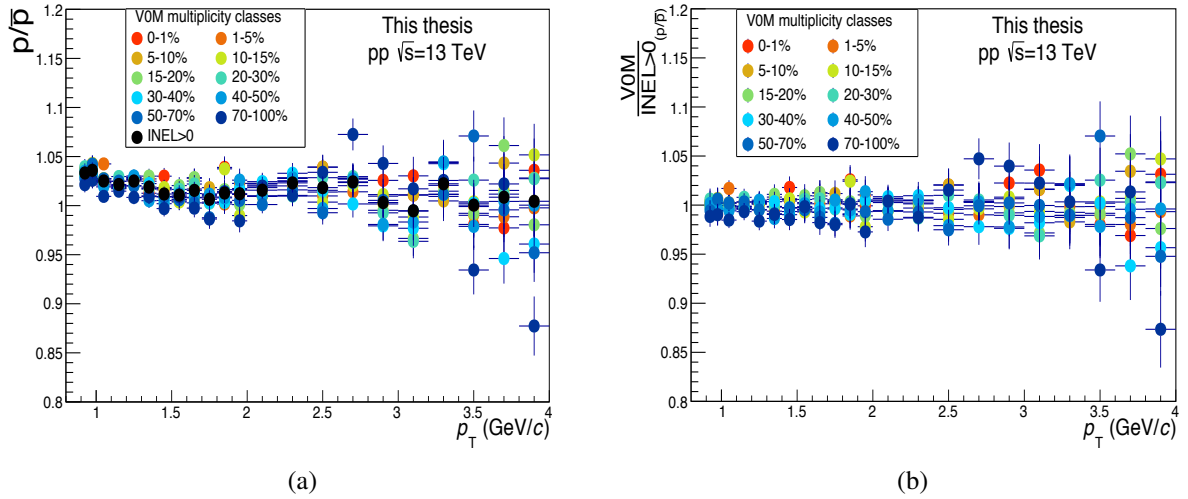 p/p̅
1.2
1.15
1.1
1.05
1
0.95
0.9
0.85
0.8
V0M multiplicity classes
0-1% 1-5%
5-10% 10-15%
15-20% 20-30%
30-40% 40-50%
50-70% 70-100%
INEL>0
This thesis
pp √s=13 TeV
1 1.5 2 2.5 3 3.5 4
p_T (GeV/c)
(a)
V0M
INEL>0 (p/p̅)
1.2
1.15
1.1
1.05
1
0.95
0.9
0.85
0.8
V0M multiplicity classes
0-1% 1-5%
5-10% 10-15%
15-20% 20-30%
30-40% 40-50%
50-70% 70-100%
This thesis
pp √s=13 TeV
1 1.5 2 2.5 3 3.5 4
p_T (GeV/c)
(b)